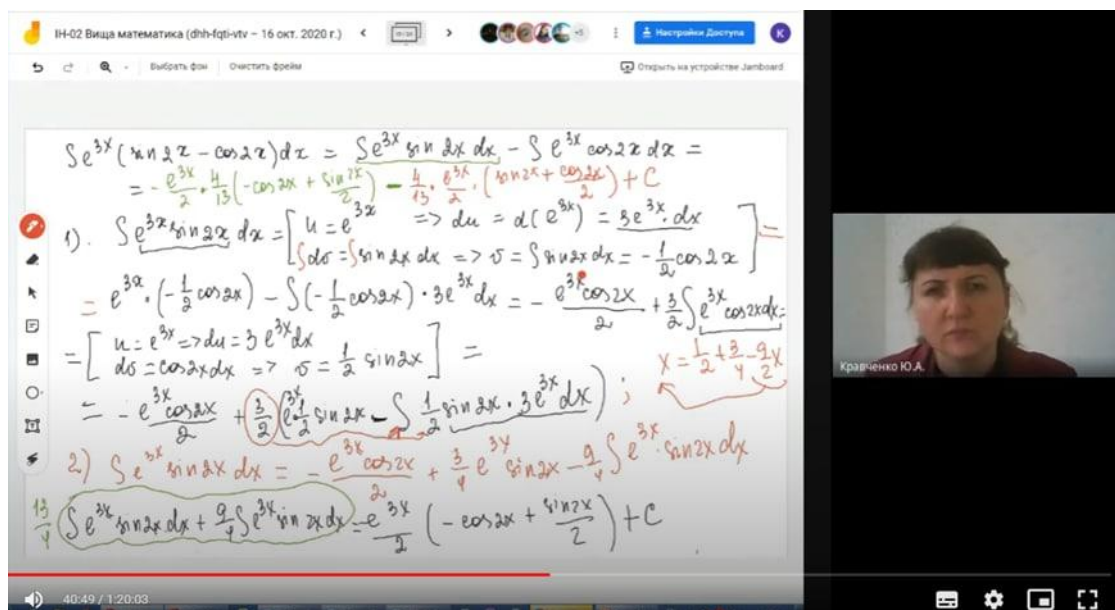 ІН-02 Вища математика (dhh-fqti-vtv – 16 окт. 2020 г.)
+5
Настройки Доступа
К
Выбрать фон Очистить фрейм
Открыть на устройстве Jamboard
∫e^{3x}(sin2x - cos2x)dx = ∫e^{3x} sin 2x dx - ∫e^{3x} cos2x dx =
= - e^{3x}/2 · 4/13 (-cos2x + sin2x/2) - 4/13 · e^{3x}/2 · (sin2x + cos2x/2) + C
1). ∫e^{3x} sin2x dx = [u = e^{3x} => du = d(e^{3x}) = 3e^{3x}·dx
∫dv = ∫sin2x dx => v = ∫sin2x dx = - 1/2 cos2x] =
= e^{3x}·(-1/2 cos2x) - ∫(-1/2 cos2x)·3e^{3x}dx = - e^{3x}cos2x/2 + 3/2 ∫e^{3x} cos2xdx =
= [u = e^{3x} => du = 3e^{3x}dx
dv = cos2xdx => v = 1/2 sin2x] =
x = 1/2 + 3/4 - 9/2 x
= - e^{3x}cos2x/2 + 3/2 (e^{3x} 1/2 sin2x - ∫ 1/2 sin2x · 3e^{3x}dx) ;
2) ∫e^{3x} sin2x dx = - e^{3x}cos2x/2 + 3/4 e^{3x} sin2x - 9/4 ∫e^{3x}·sin2x dx
13/4 ∫e^{3x} sin2x dx + 9/4 ∫e^{3x} sin2x dx = e^{3x}/2 (-cos2x + sin2x/2) + C
Кравченко Ю.А.
40:49 / 1:20:03